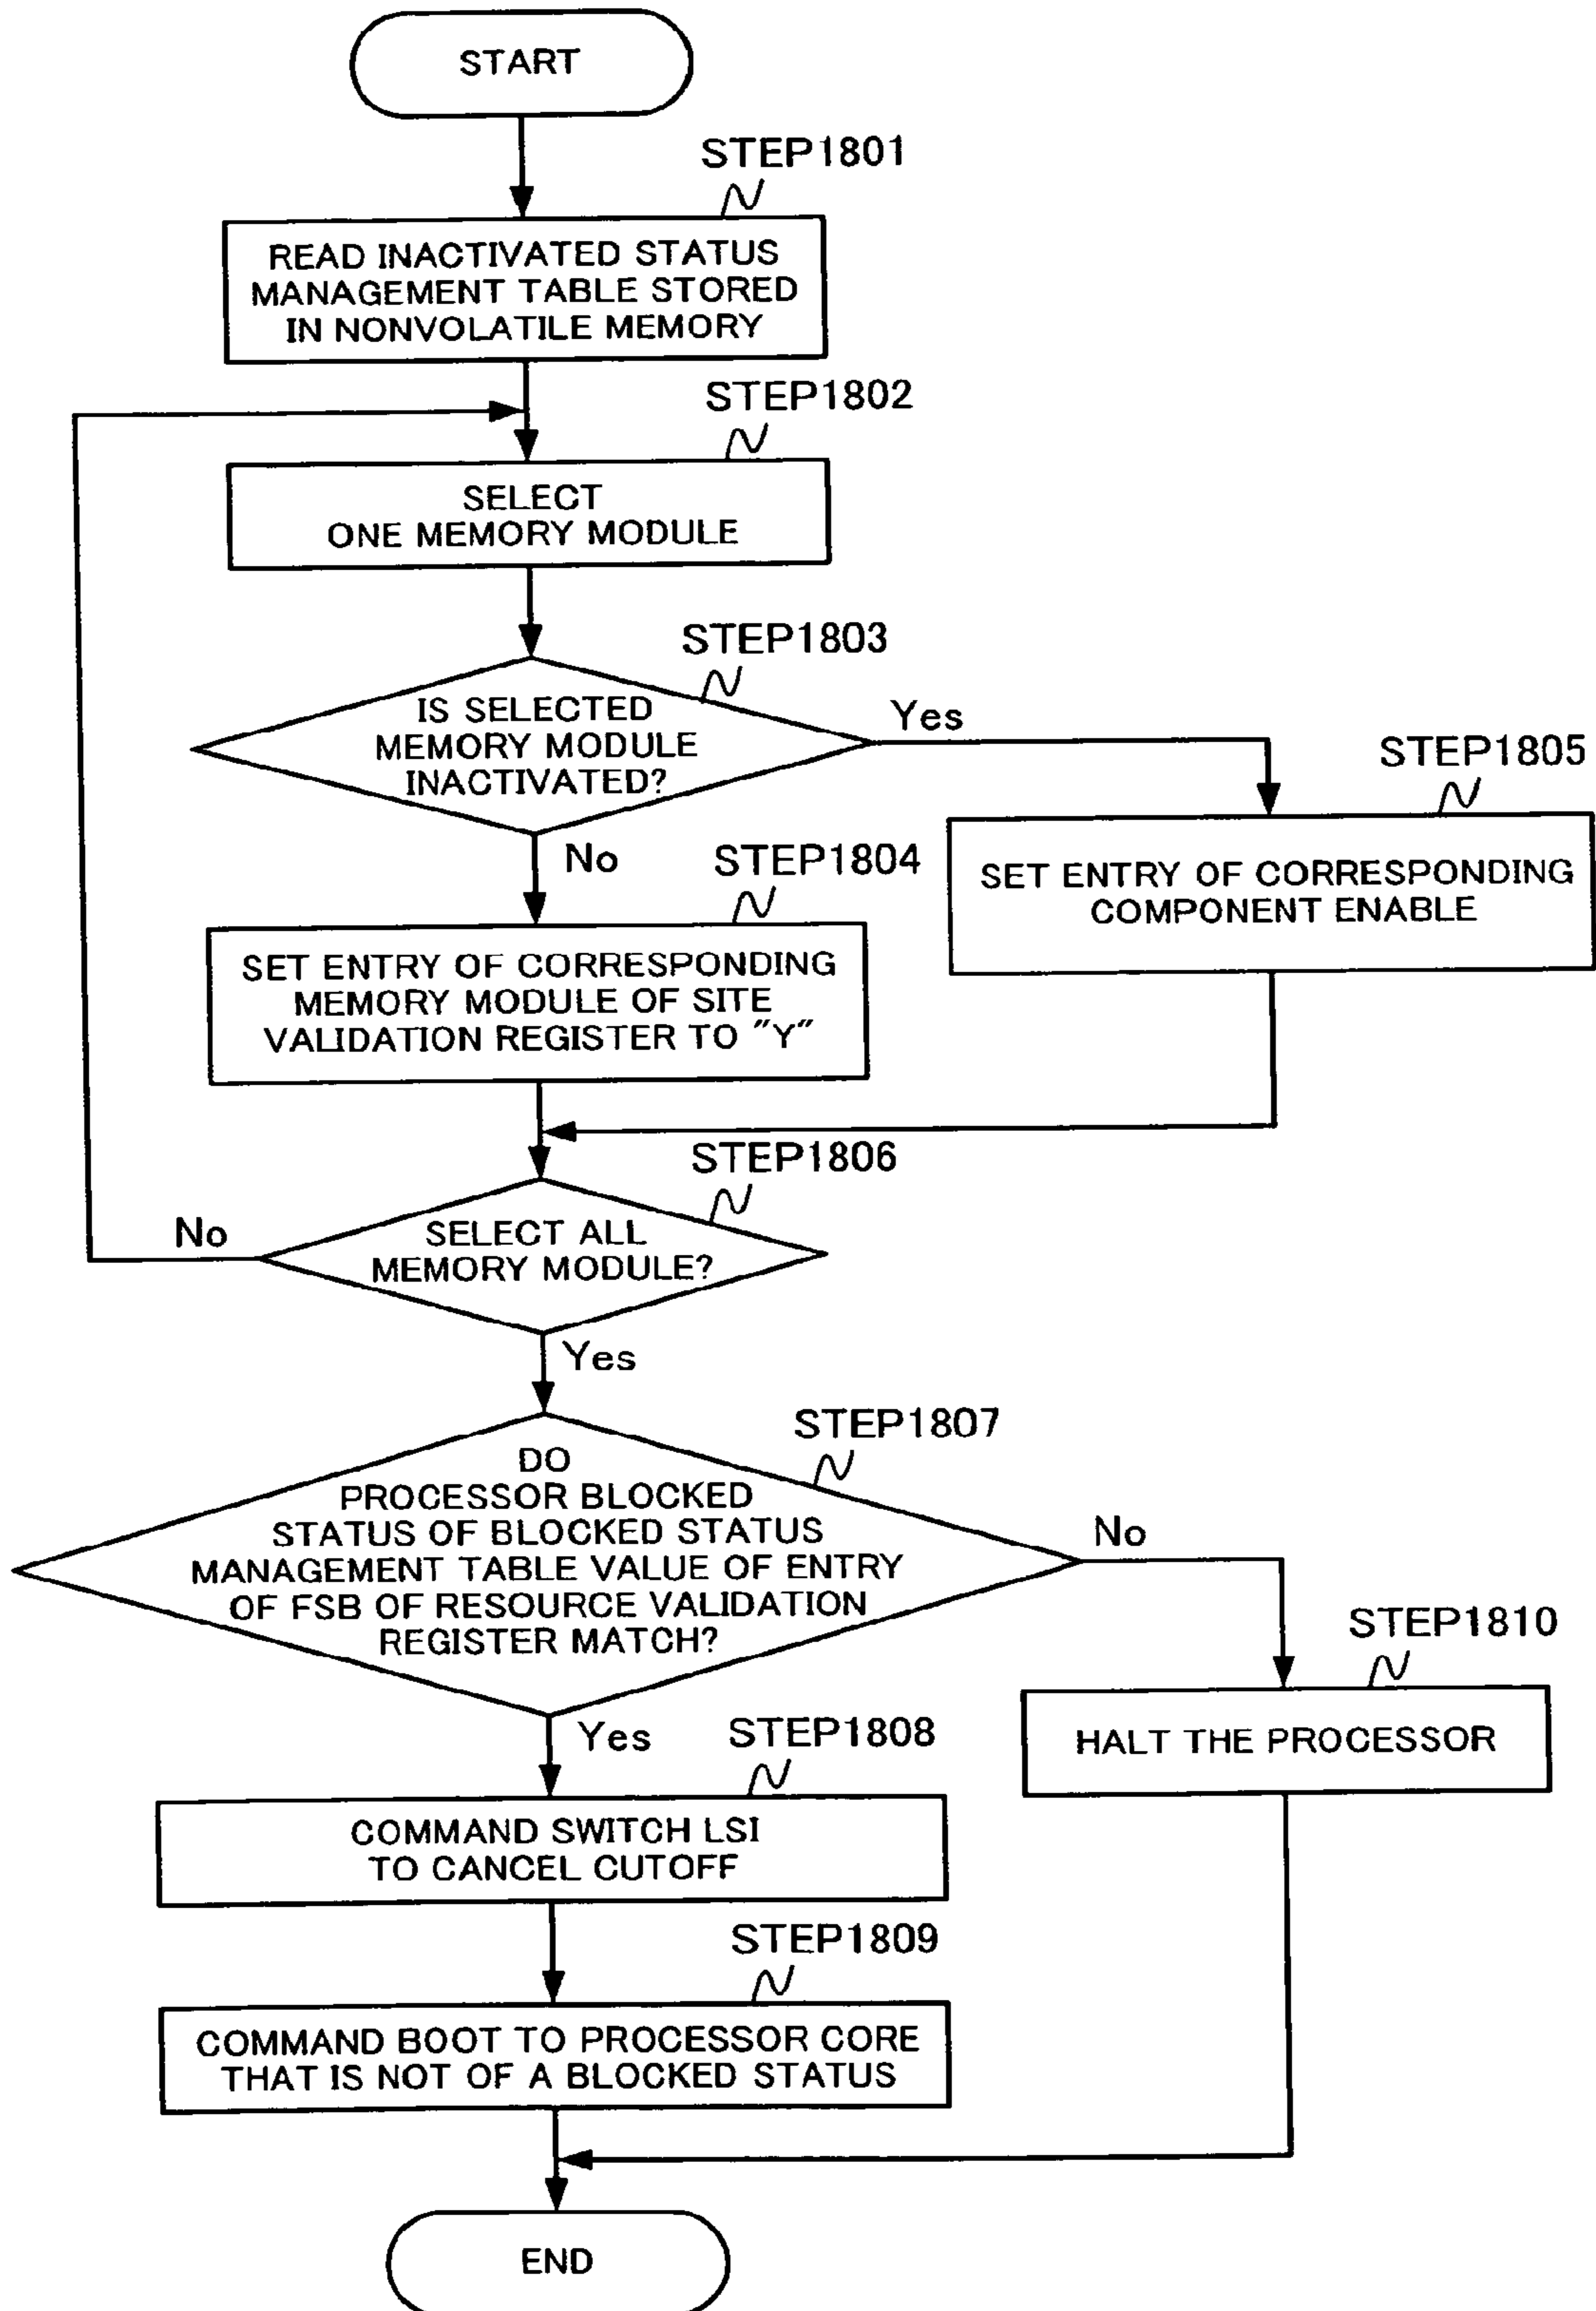 START
STEP1801
READ INACTIVATED STATUS
MANAGEMENT TABLE STORED
IN NONVOLATILE MEMORY
STEP1802
SELECT
ONE MEMORY MODULE
STEP1803
IS SELECTED
MEMORY MODULE
INACTIVATED?
Yes
No
STEP1805
SET ENTRY OF CORRESPONDING
COMPONENT ENABLE
STEP1804
SET ENTRY OF CORRESPONDING
MEMORY MODULE OF SITE
VALIDATION REGISTER TO "Y"
STEP1806
SELECT ALL
MEMORY MODULE?
No
Yes
STEP1807
DO
PROCESSOR BLOCKED
STATUS OF BLOCKED STATUS
MANAGEMENT TABLE VALUE OF ENTRY
OF FSB OF RESOURCE VALIDATION
REGISTER MATCH?
No
Yes
STEP1810
HALT THE PROCESSOR
STEP1808
COMMAND SWITCH LSI
TO CANCEL CUTOFF
STEP1809
COMMAND BOOT TO PROCESSOR CORE
THAT IS NOT OF A BLOCKED STATUS
END